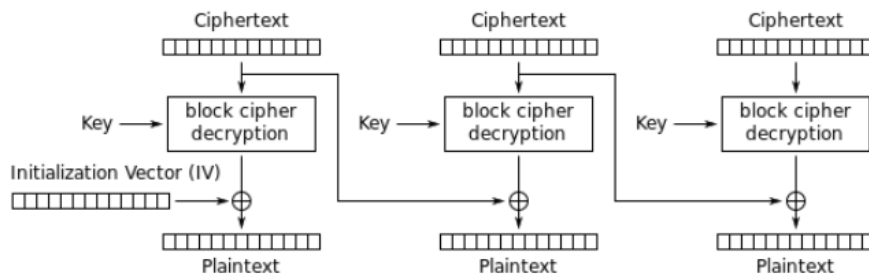 Ciphertext
Ciphertext
Ciphertext
Key
block cipher
decryption
Key
block cipher
decryption
Key
block cipher
decryption
Initialization Vector (IV)
Plaintext
Plaintext
Plaintext